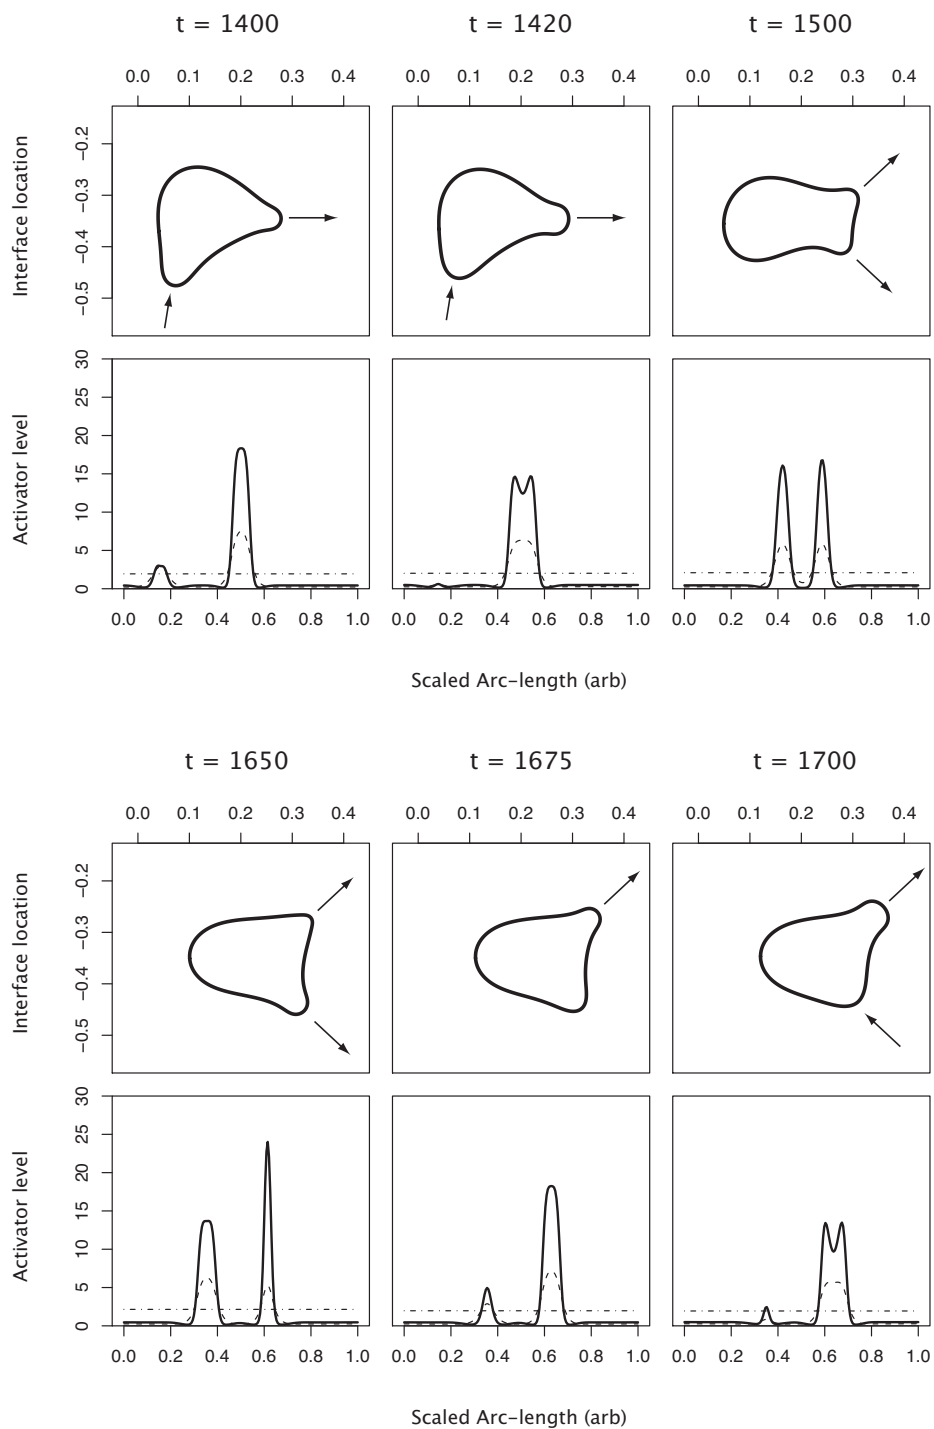 t = 1400 t = 1420 t = 1500
0.0 0.1 0.2 0.3 0.4 0.0 0.1 0.2 0.3 0.4 0.0 0.1 0.2 0.3 0.4
Interface location
−0.2
−0.3
−0.4
−0.5
Activator level
30
25
20
15
10
5
0
0.0 0.2 0.4 0.6 0.8 1.0 0.0 0.2 0.4 0.6 0.8 1.0 0.0 0.2 0.4 0.6 0.8 1.0
Scaled Arc−length (arb)
t = 1650 t = 1675 t = 1700
0.0 0.1 0.2 0.3 0.4 0.0 0.1 0.2 0.3 0.4 0.0 0.1 0.2 0.3 0.4
Interface location
−0.2
−0.3
−0.4
−0.5
Activator level
30
25
20
15
10
5
0
0.0 0.2 0.4 0.6 0.8 1.0 0.0 0.2 0.4 0.6 0.8 1.0 0.0 0.2 0.4 0.6 0.8 1.0
Scaled Arc−length (arb)